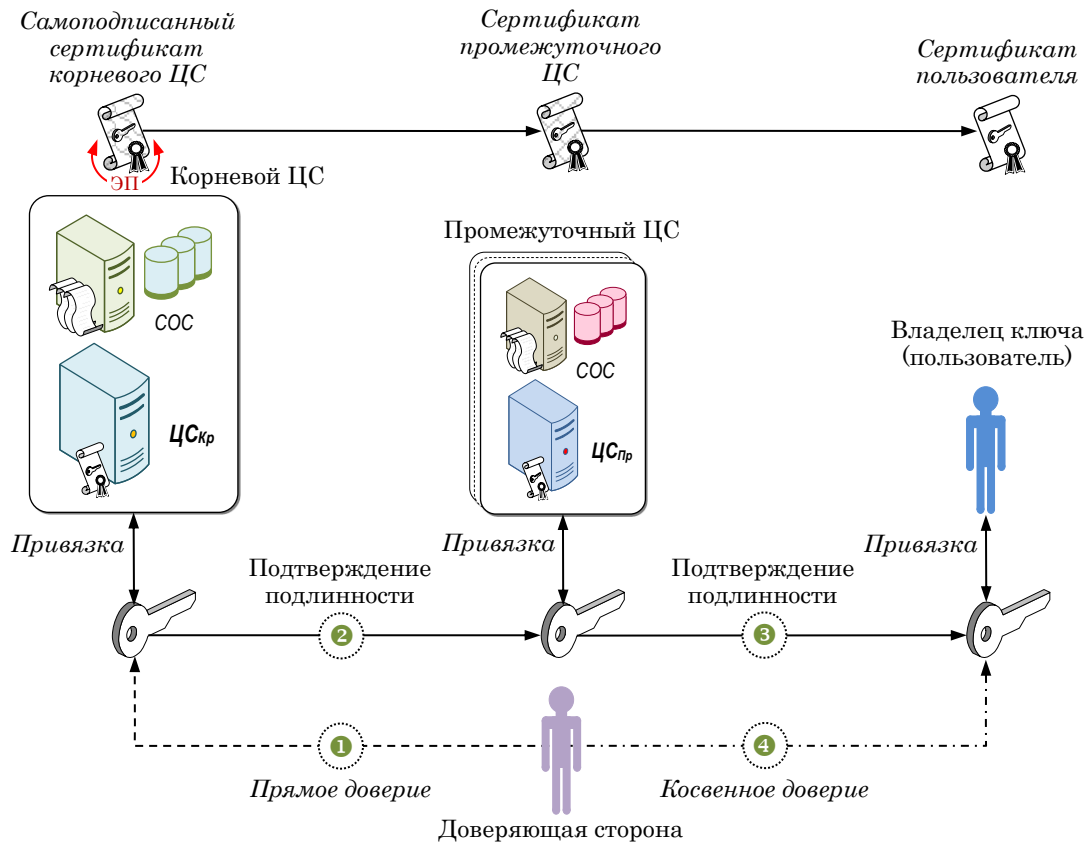 Самоподписанный
сертификат
корневого ЦС
Сертификат
промежуточного
ЦС
Сертификат
пользователя
ЭП
Корневой ЦС
СОС
ЦСКр
Промежуточный ЦС
СОС
ЦСПр
Владелец ключа
(пользователь)
Привязка
Привязка
Привязка
Подтверждение
подлинности
Подтверждение
подлинности
2
3
1
4
Прямое доверие
Косвенное доверие
Доверяющая сторона